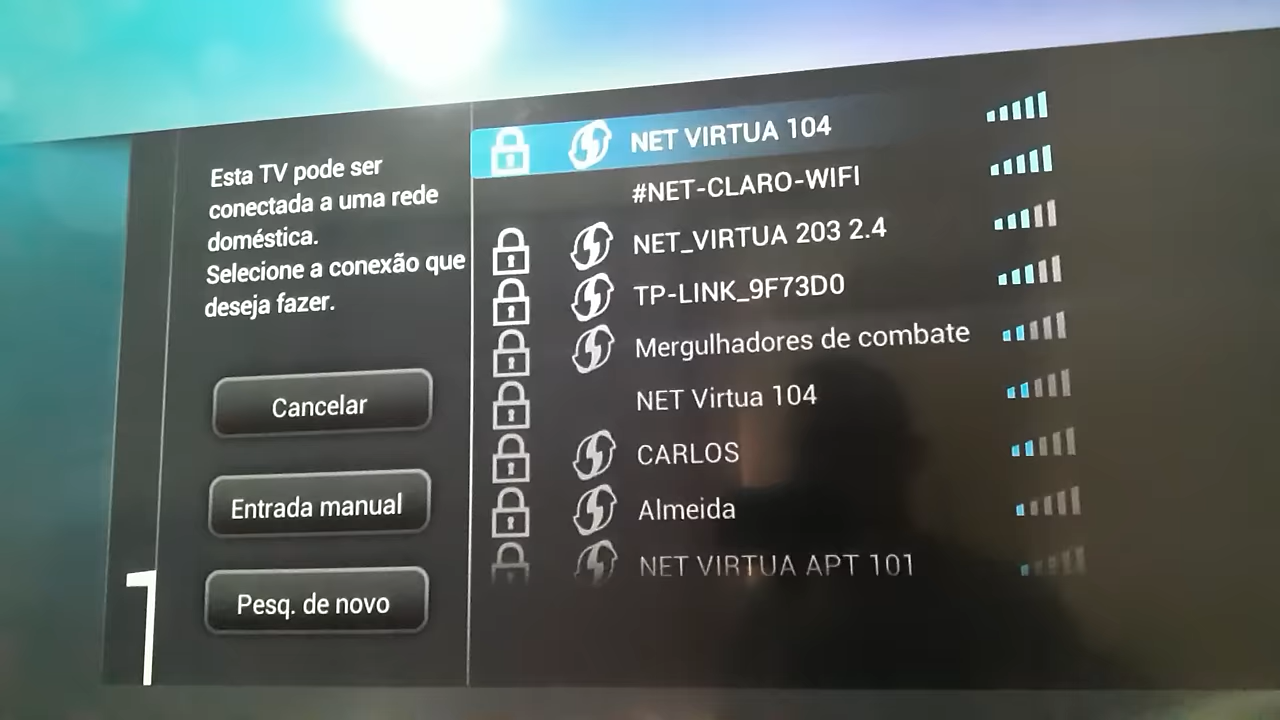 Esta TV pode ser
conectada a uma rede
doméstica.
Selecione a conexão que
deseja fazer.
Cancelar
Entrada manual
Pesq. de novo
1
NET VIRTUA 104
#NET-CLARO-WIFI
NET_VIRTUA 203 2.4
TP-LINK_9F73D0
Mergulhadores de combate
NET Virtua 104
CARLOS
Almeida
NET VIRTUA APT 101